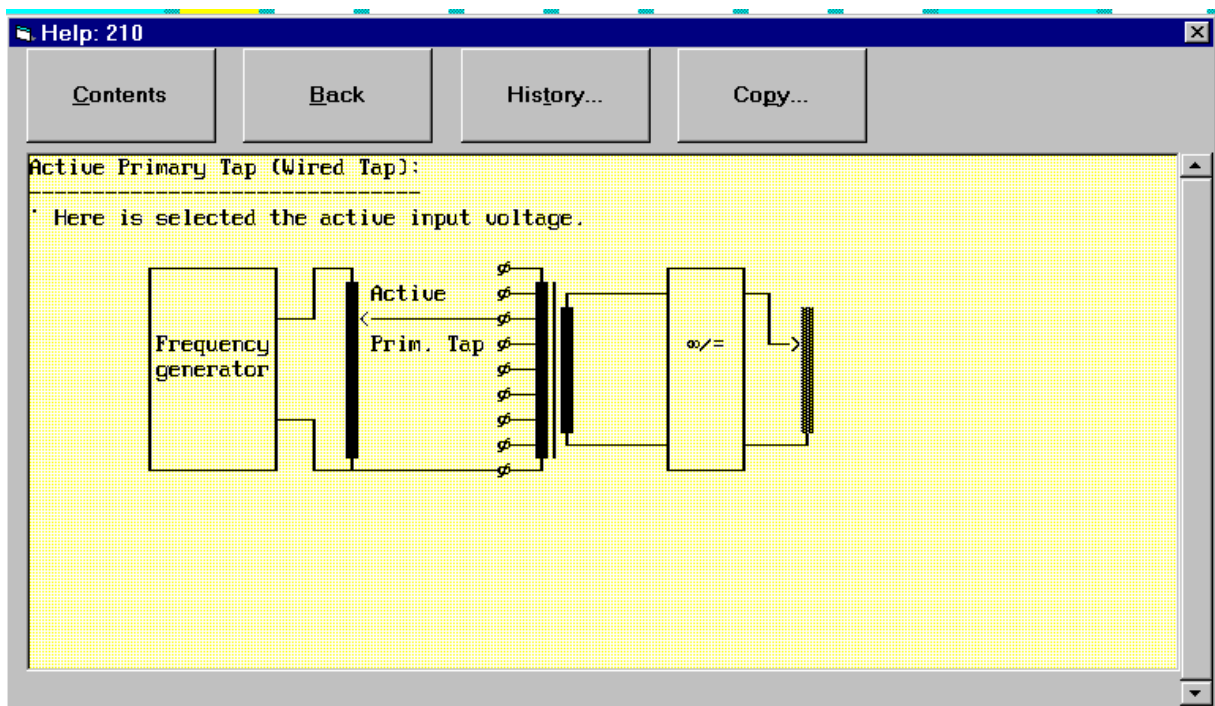 Help: 210
Contents
Back
History...
Copy...
Active Primary Tap (Wired Tap):
-------------------------------
· Here is selected the active input voltage.
Active
Frequency
generator
Prim. Tap
∞/=